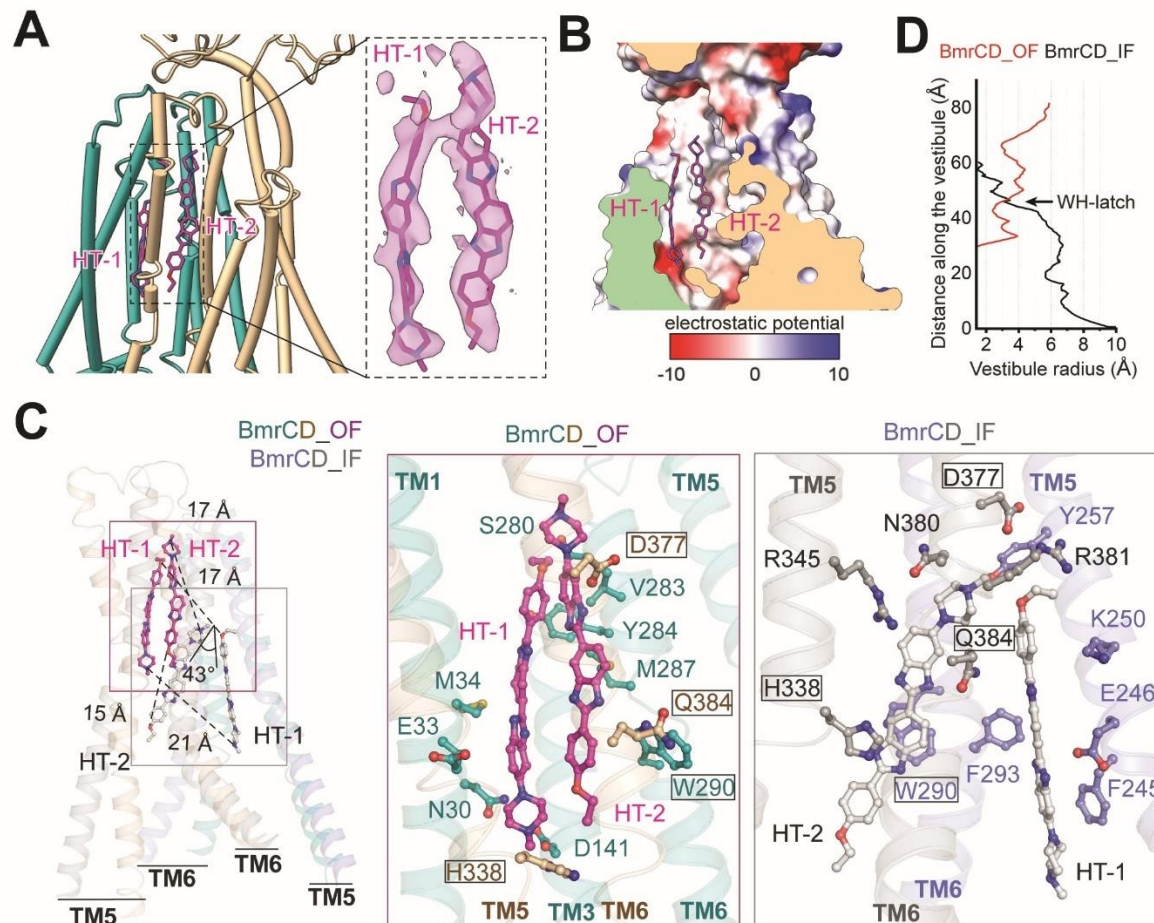 A
HT-1
HT-2
HT-1
HT-2
B
HT-1
HT-2
electrostatic potential
-10 0 10
D
BmrCD_OF BmrCD_IF
Distance along the vestibule (Å)
80
60
40
20
0
WH-latch
2 4 6 8 10
Vestibule radius (Å)
C
BmrCD_OF
BmrCD_IF
17 Å
HT-1 HT-2
17 Å
43°
15 Å
21 Å
HT-1
HT-2
TM6
TM6
TM5
TM5
BmrCD_OF
TM1
TM5
S280
D377
V283
HT-1
Y284
M287
M34
Q384
E33
W290
N30
HT-2
D141
H338
TM5 TM3 TM6 TM6
BmrCD_IF
D377
TM5
TM5
N380
Y257
R345
R381
K250
Q384
H338
E246
F293
W290
F245
HT-2
HT-1
TM6
TM6